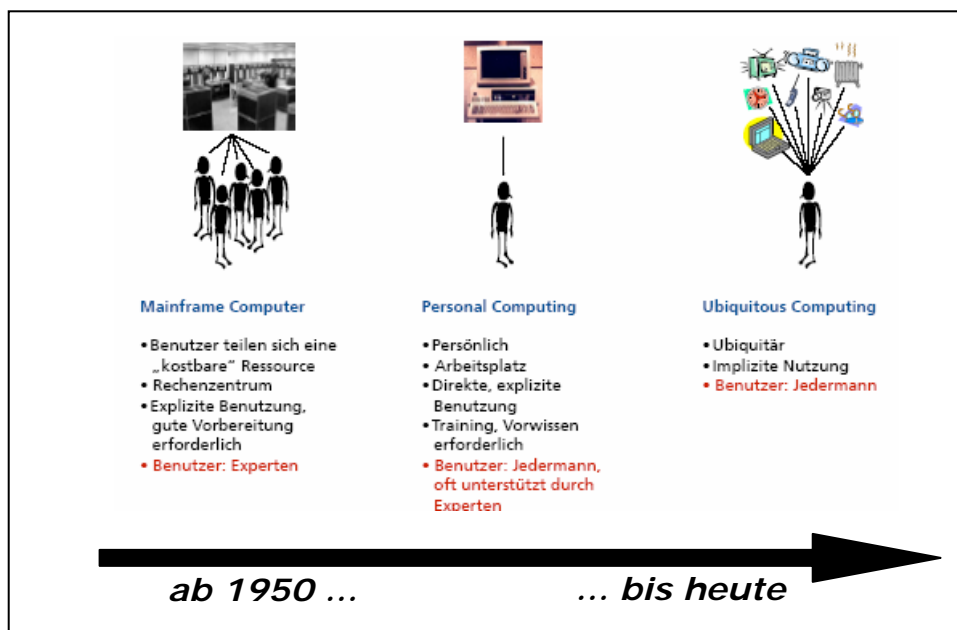 Mainframe Computer
• Benutzer teilen sich eine
„kostbare“ Ressource
• Rechenzentrum
• Explizite Benutzung,
gute Vorbereitung
erforderlich
• Benutzer: Experten
Personal Computing
• Persönlich
• Arbeitsplatz
• Direkte, explizite
Benutzung
• Training, Vorwissen
erforderlich
• Benutzer: Jedermann,
oft unterstützt durch
Experten
Ubiquitous Computing
• Ubiquitär
• Implizite Nutzung
• Benutzer: Jedermann
ab 1950 ...
... bis heute